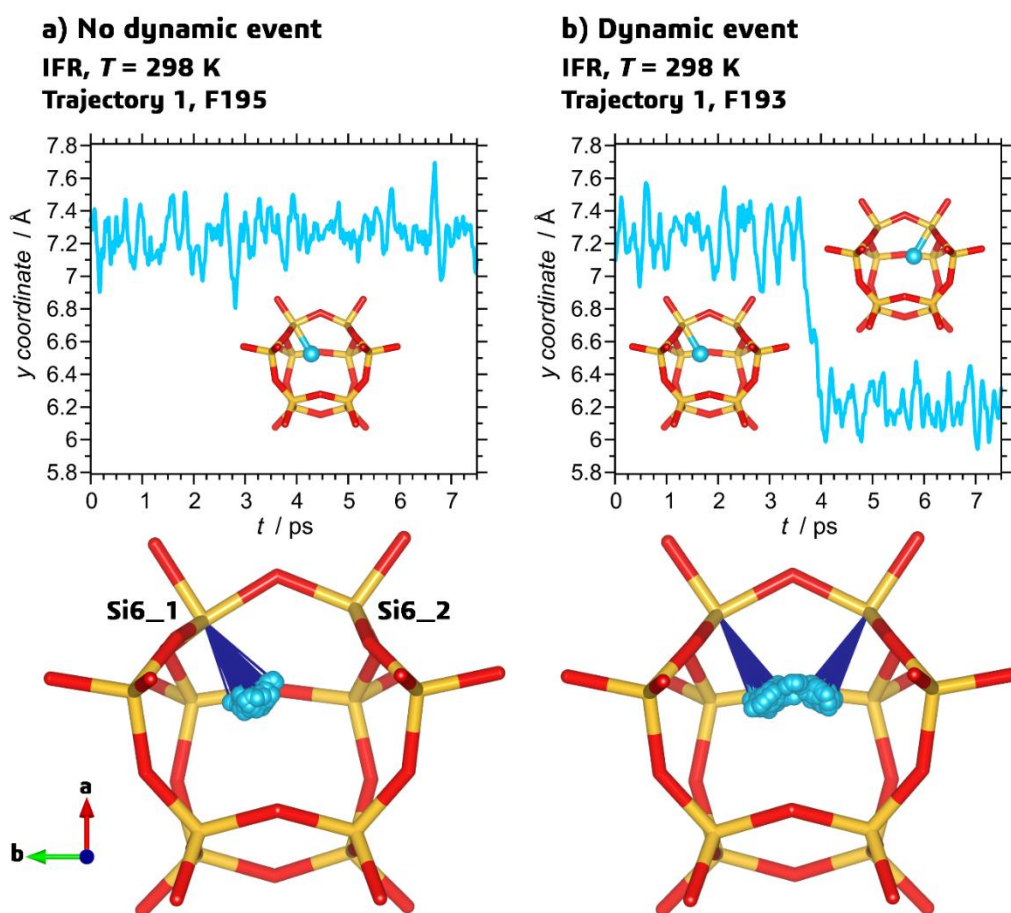 a) No dynamic event
IFR, T = 298 K
Trajectory 1, F195
b) Dynamic event
IFR, T = 298 K
Trajectory 1, F193
7.8
7.6
7.4
7.2
7
6.8
6.6
6.4
6.2
6
5.8
y coordinate / Å
0 1 2 3 4 5 6 7
t / ps
7.8
7.6
7.4
7.2
7
6.8
6.6
6.4
6.2
6
5.8
y coordinate / Å
0 1 2 3 4 5 6 7
t / ps
Si6_1 Si6_2
a
b